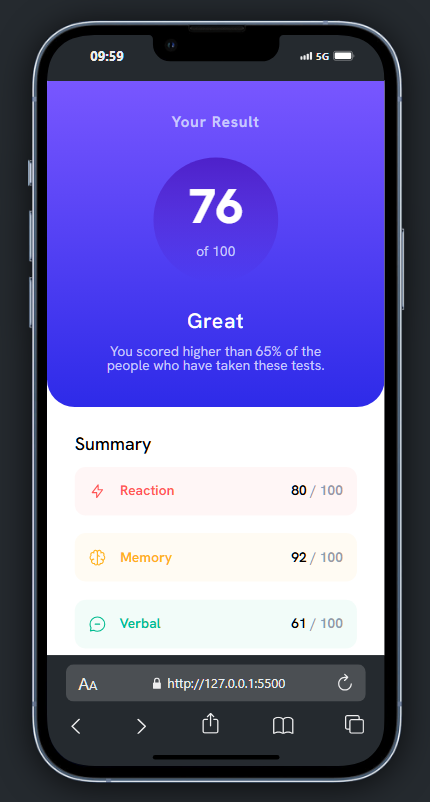 09:59
5G
Your Result
76
of 100
Great
You scored higher than 65% of the
people who have taken these tests.
Summary
Reaction 80 / 100
Memory 92 / 100
Verbal 61 / 100
AA http://127.0.0.1:5500